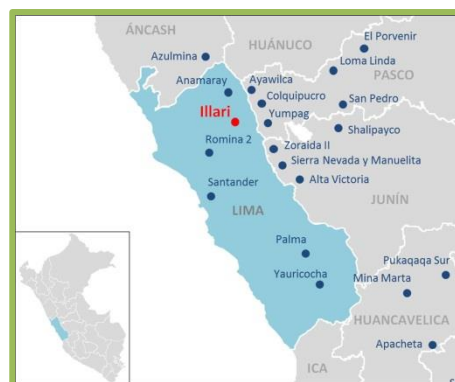 El Porvenir
ÁNCASH
HUÁNUCO
Azulmina
Loma Linda
PASCO
Anamaray
Ayawilca
Colquipucro
San Pedro
Illari
Yumpag
Shalipayco
Romina 2
Zoraida II
Sierra Nevada y Manuelita
Alta Victoria
Santander
JUNÍN
LIMA
Palma
Pukaqaqa Sur
Yauricocha
Mina Marta
HUANCAVELICA
Apacheta
ICA